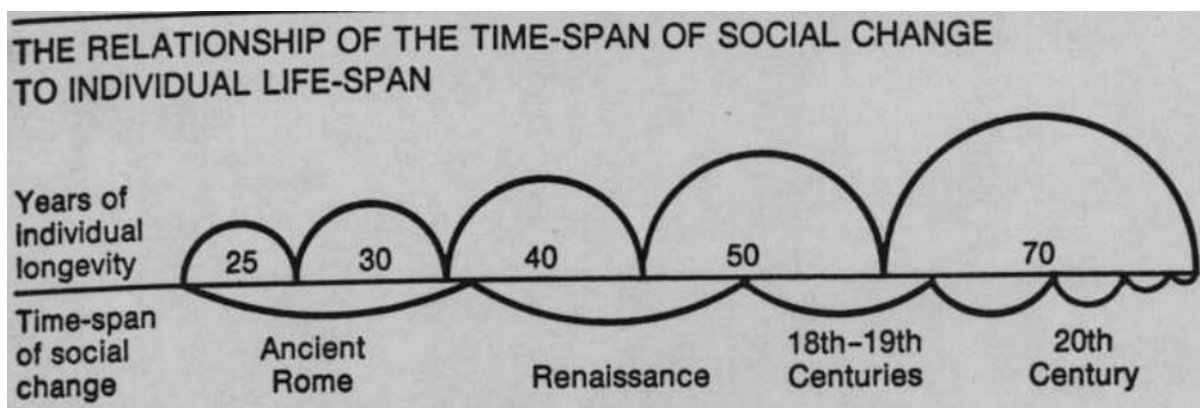 THE RELATIONSHIP OF THE TIME-SPAN OF SOCIAL CHANGE
TO INDIVIDUAL LIFE-SPAN
Years of
Individual
longevity
25 30 40 50 70
Time-span
of social
change
Ancient
Rome
Renaissance
18th–19th
Centuries
20th
Century